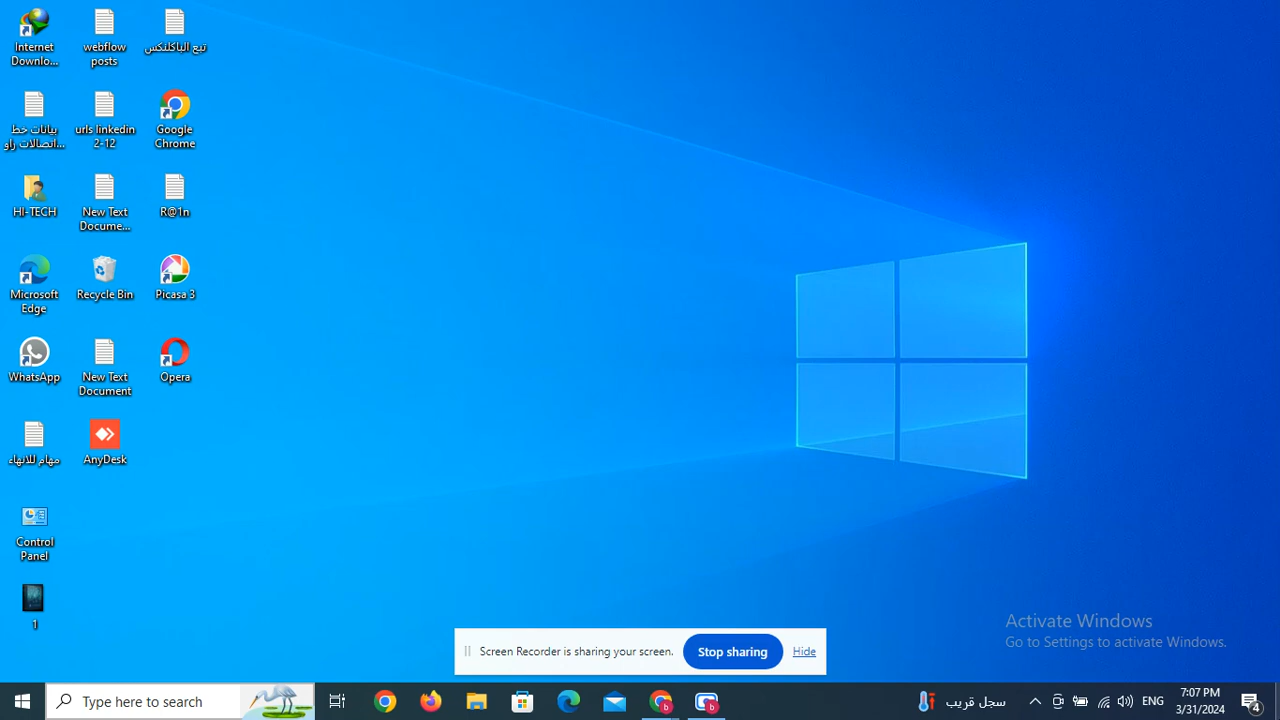 Internet
Downlo...
webflow
posts
تبع الباكلنكس
بيانات خط
اتصالات راو...
urls linkedin
2-12
Google
Chrome
HI-TECH
New Text
Docume...
R@1n
Microsoft
Edge
Recycle Bin
Picasa 3
WhatsApp
New Text
Document
Opera
مهام للانهاء
AnyDesk
Control
Panel
1
Activate Windows
Go to Settings to activate Windows.
Screen Recorder is sharing your screen.
Stop sharing
Hide
Type here to search
b
b
سجل قريب
ENG
7:07 PM
3/31/2024
4